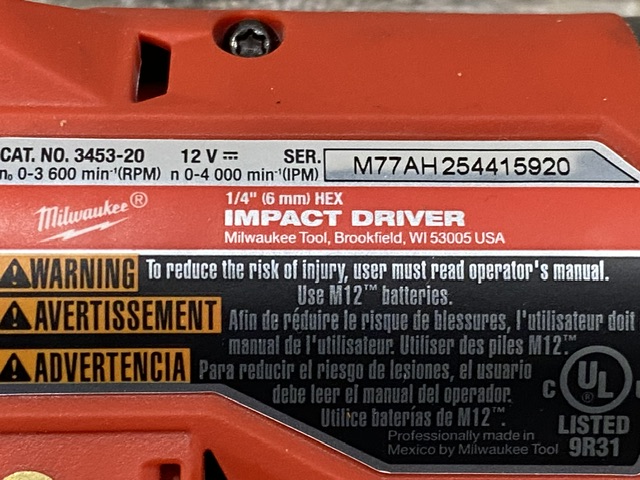 CAT. NO. 3453-20 12 V ⎓ SER. M77AH254415920
n₀ 0-3 600 min⁻¹(RPM) n 0-4 000 min⁻¹(IPM)
Milwaukee®
1/4" (6 mm) HEX
IMPACT DRIVER
Milwaukee Tool, Brookfield, WI 53005 USA
WARNING To reduce the risk of injury, user must read operator's manual.
Use M12™ batteries.
AVERTISSEMENT Afin de réduire le risque de blessures, l'utilisateur doit
manual de l'utilisateur. Utiliser des piles M12™.
ADVERTENCIA Para reducir el riesgo de lesiones, el usuario
debe leer el manual del operador.
Utilice baterías de M12™.
C UL
LISTED
9R31
Professionally made in
Mexico by Milwaukee Tool